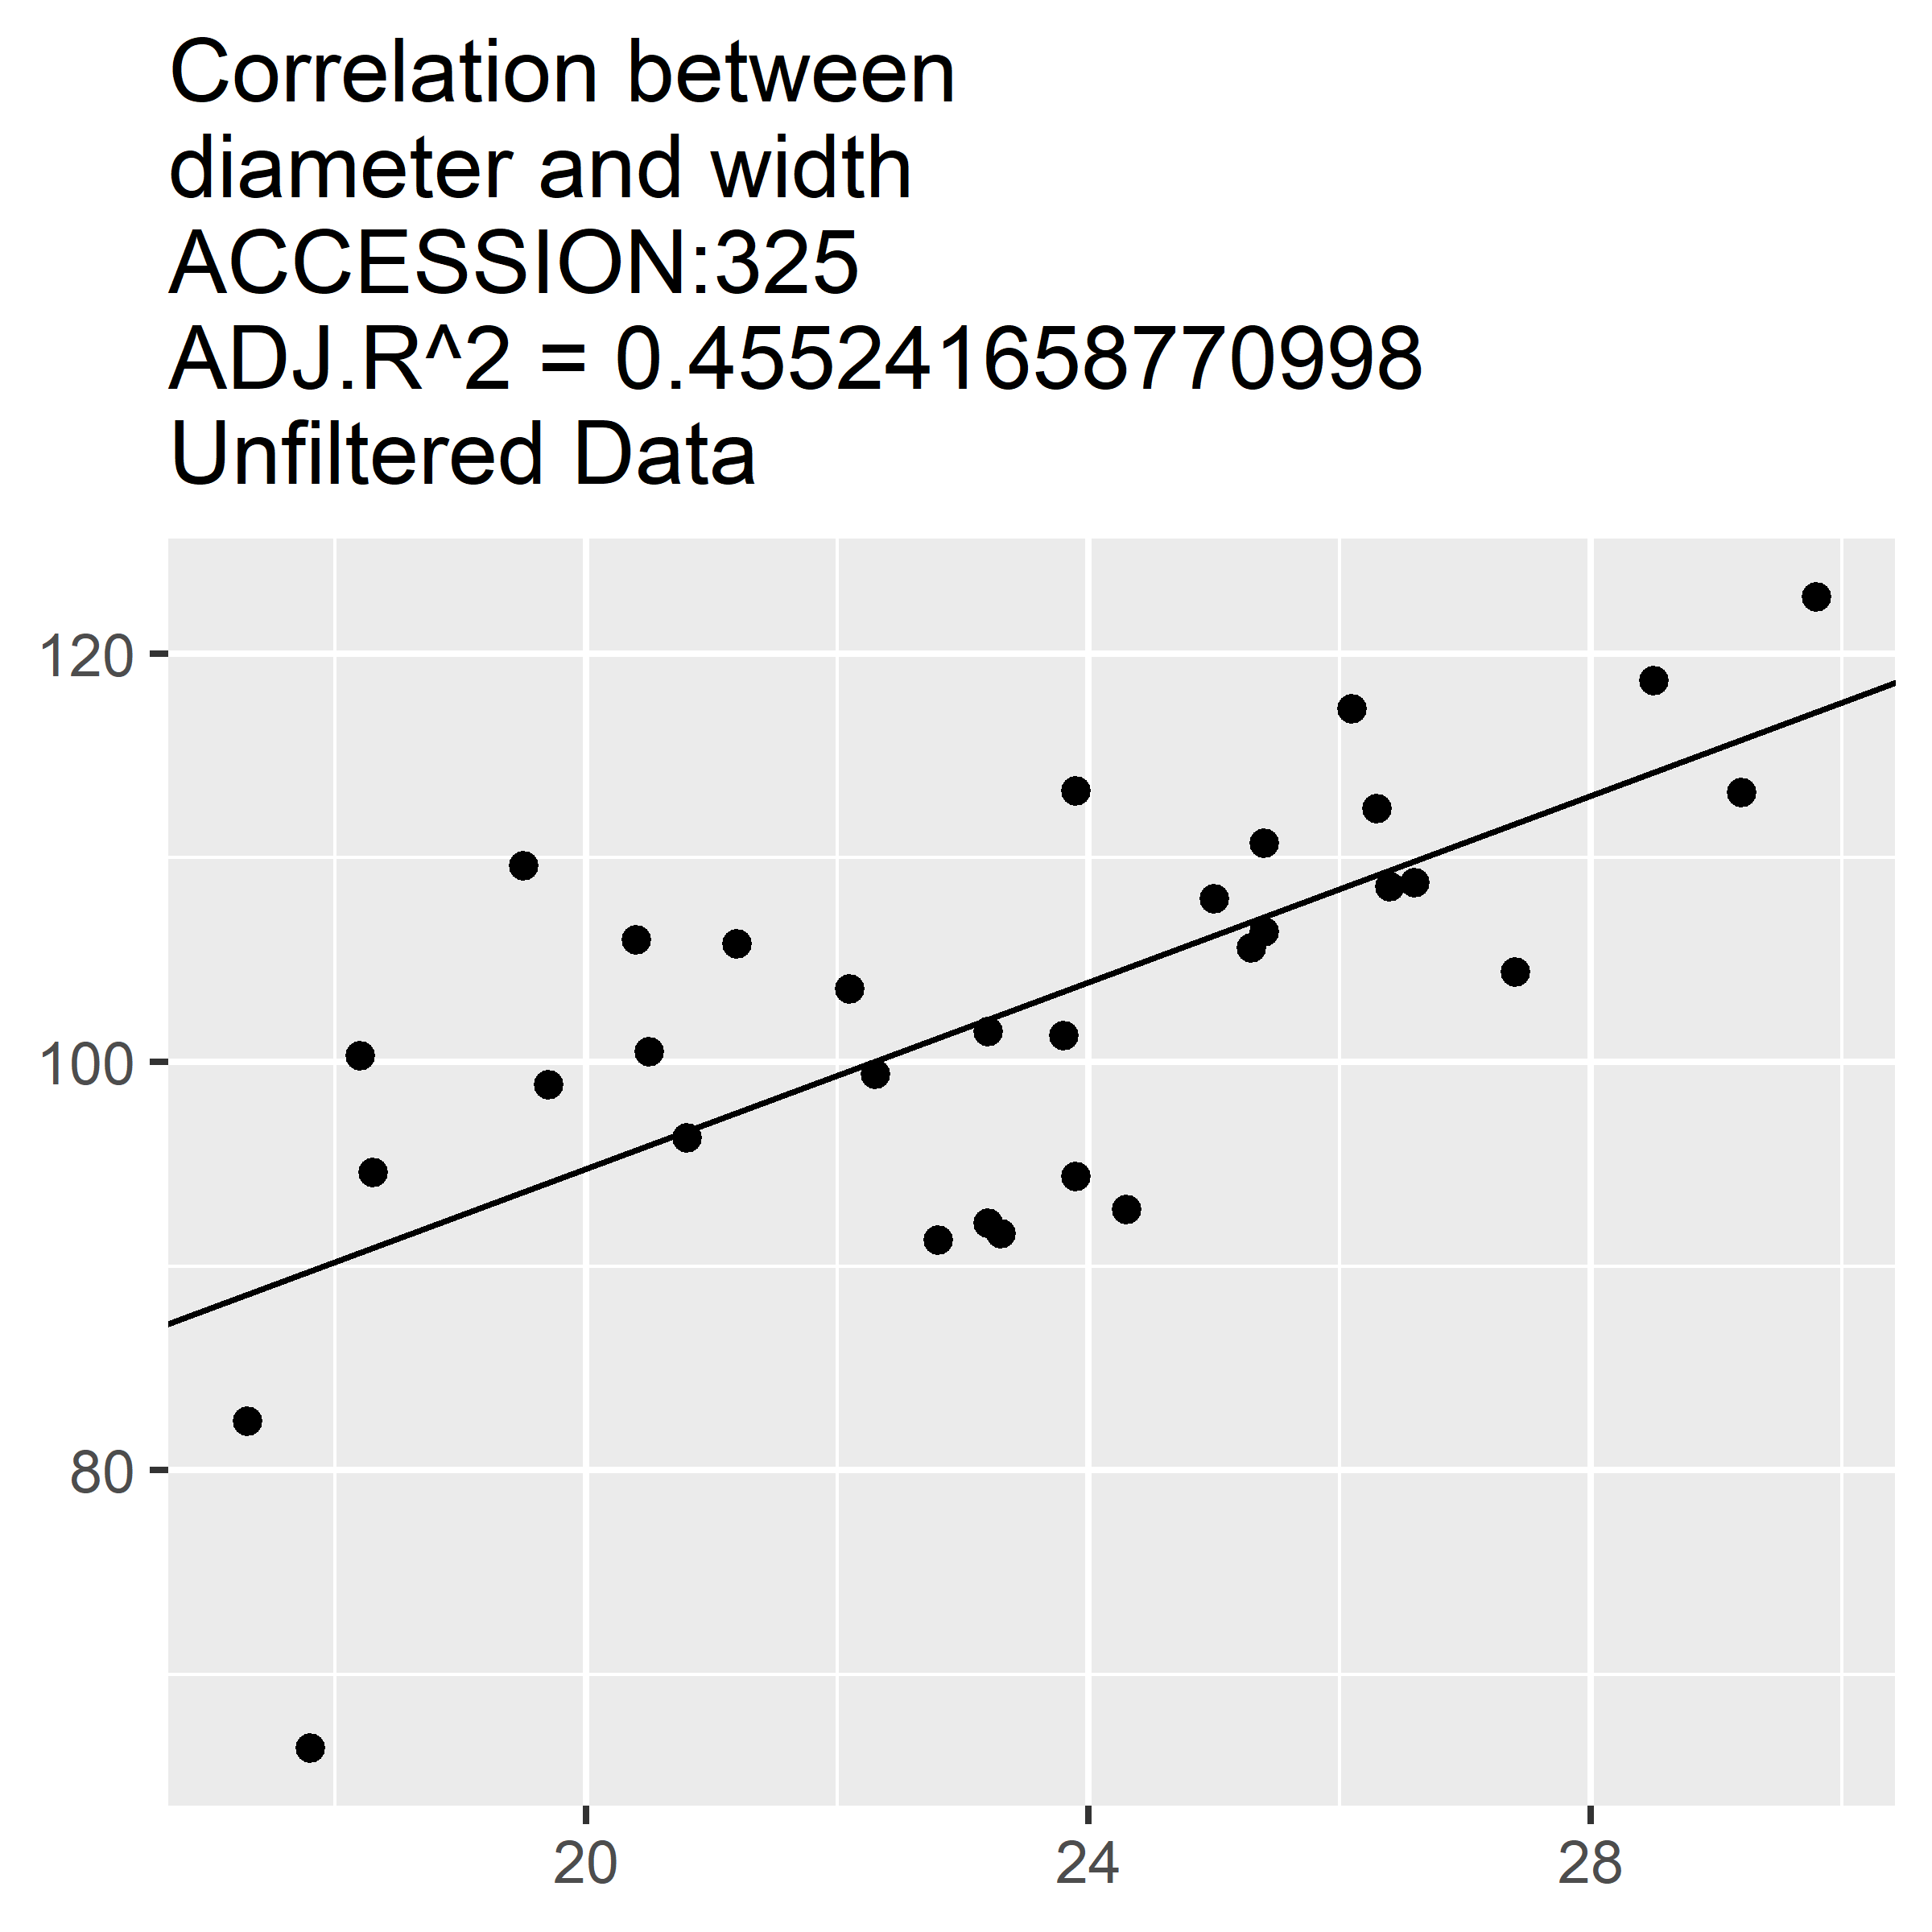 Correlation between
diameter and width
ACCESSION:325
ADJ.R^2 = 0.455241658770998
Unfiltered Data
120
100
80
20 24 28